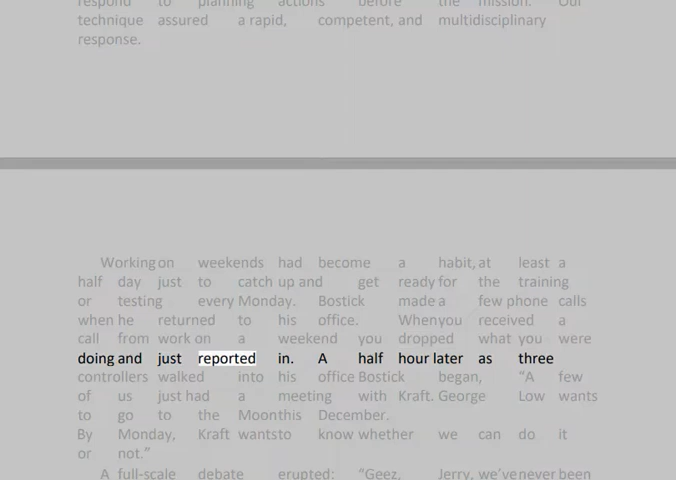 respond to planning actions before the mission. Our
technique assured a rapid, competent, and multidisciplinary
response.
Working on weekends had become a habit, at least a
half day just to catch up and get ready for the training
or testing every Monday. Bostick made a few phone calls
when he returned to his office. When you received a
call from work on a weekend you dropped what you were
doing and just reported in. A half hour later as three
controllers walked into his office Bostick began, “A few
of us just had a meeting with Kraft. George Low wants
to go to the Moon this December.
By Monday, Kraft wants to know whether we can do it
or not.”
A full-scale debate erupted: “Geez, Jerry, we’ve never been